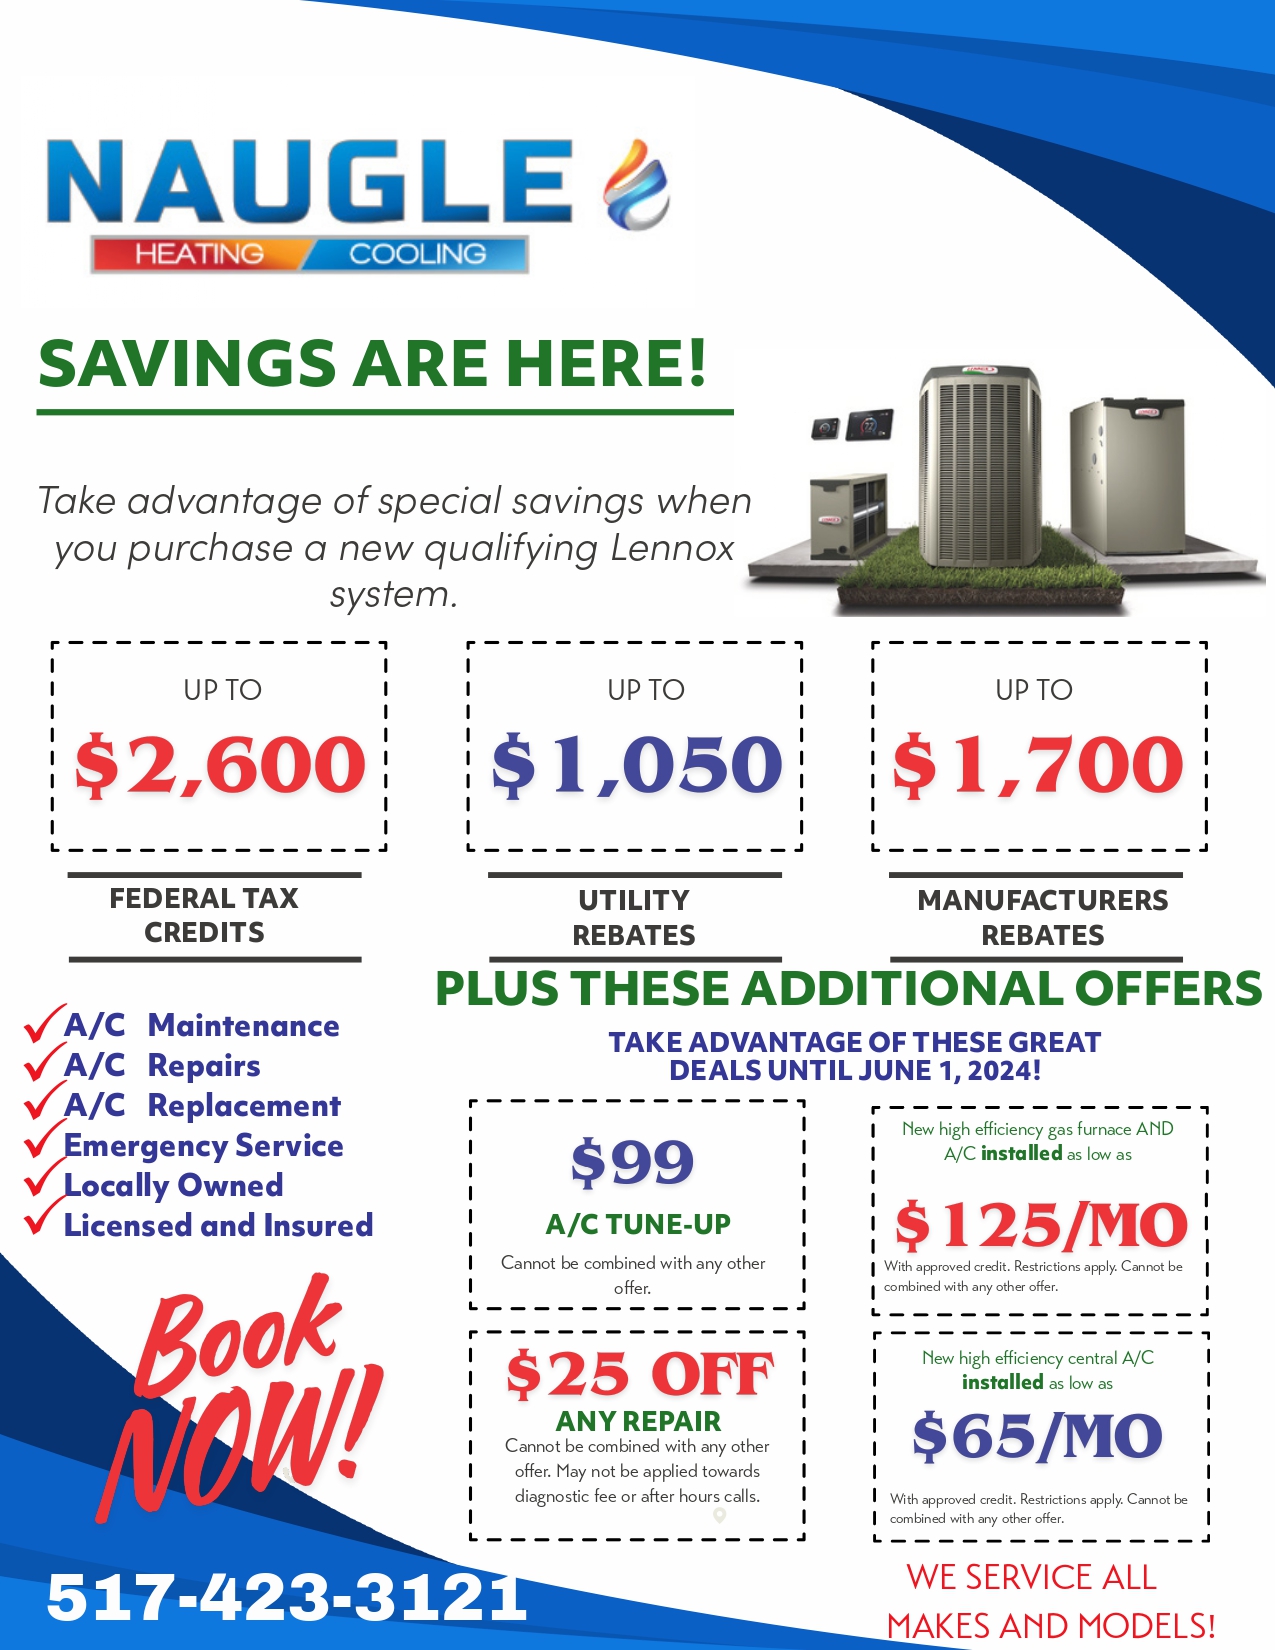 NAUGLE
HEATING COOLING
SAVINGS ARE HERE!
Take advantage of special savings when
you purchase a new qualifying Lennox
system.
UP TO
$2,600
FEDERAL TAX
CREDITS
UP TO
$1,050
UTILITY
REBATES
UP TO
$1,700
MANUFACTURERS
REBATES
A/C Maintenance
A/C Repairs
A/C Replacement
Emergency Service
Locally Owned
Licensed and Insured
PLUS THESE ADDITIONAL OFFERS
TAKE ADVANTAGE OF THESE GREAT
DEALS UNTIL JUNE 1, 2024!
$99
A/C TUNE-UP
Cannot be combined with any other
offer.
New high efficiency gas furnace AND
A/C installed as low as
$125/MO
With approved credit. Restrictions apply. Cannot be
combined with any other offer.
$25 OFF
ANY REPAIR
Cannot be combined with any other
offer. May not be applied towards
diagnostic fee or after hours calls.
New high efficiency central A/C
installed as low as
$65/MO
With approved credit. Restrictions apply. Cannot be
combined with any other offer.
Book
NOW!!
517-423-3121
WE SERVICE ALL
MAKES AND MODELS!